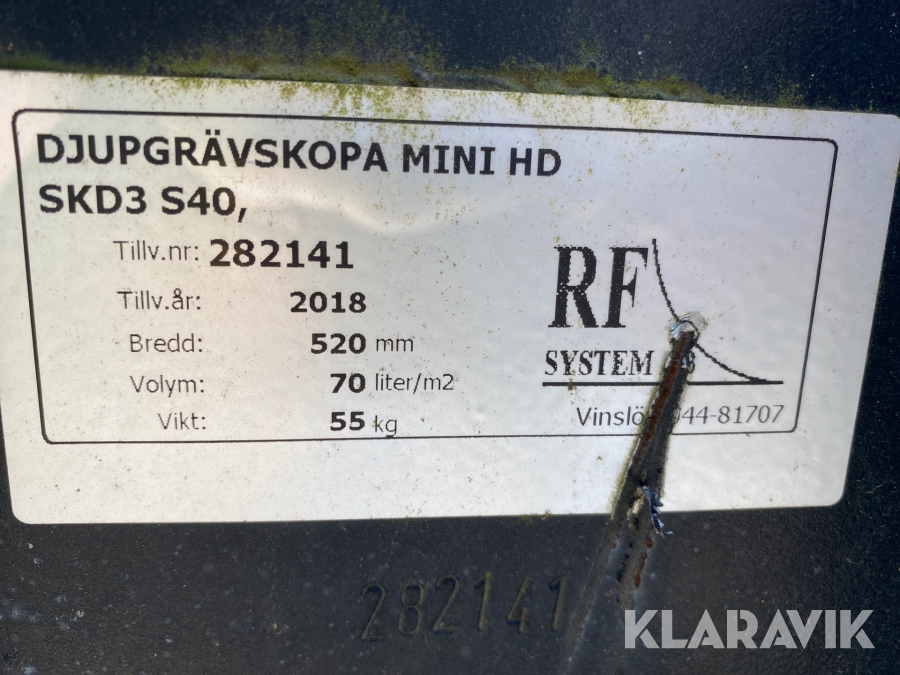 DJUPGRÄVSKOPA MINI HD
SKD3 S40,
Tillv.nr: 282141
Tillv.år: 2018
Bredd: 520 mm
Volym: 70 liter/m2
Vikt: 55 kg
RF
SYSTEM
044-81707
282141
KLARAVIK